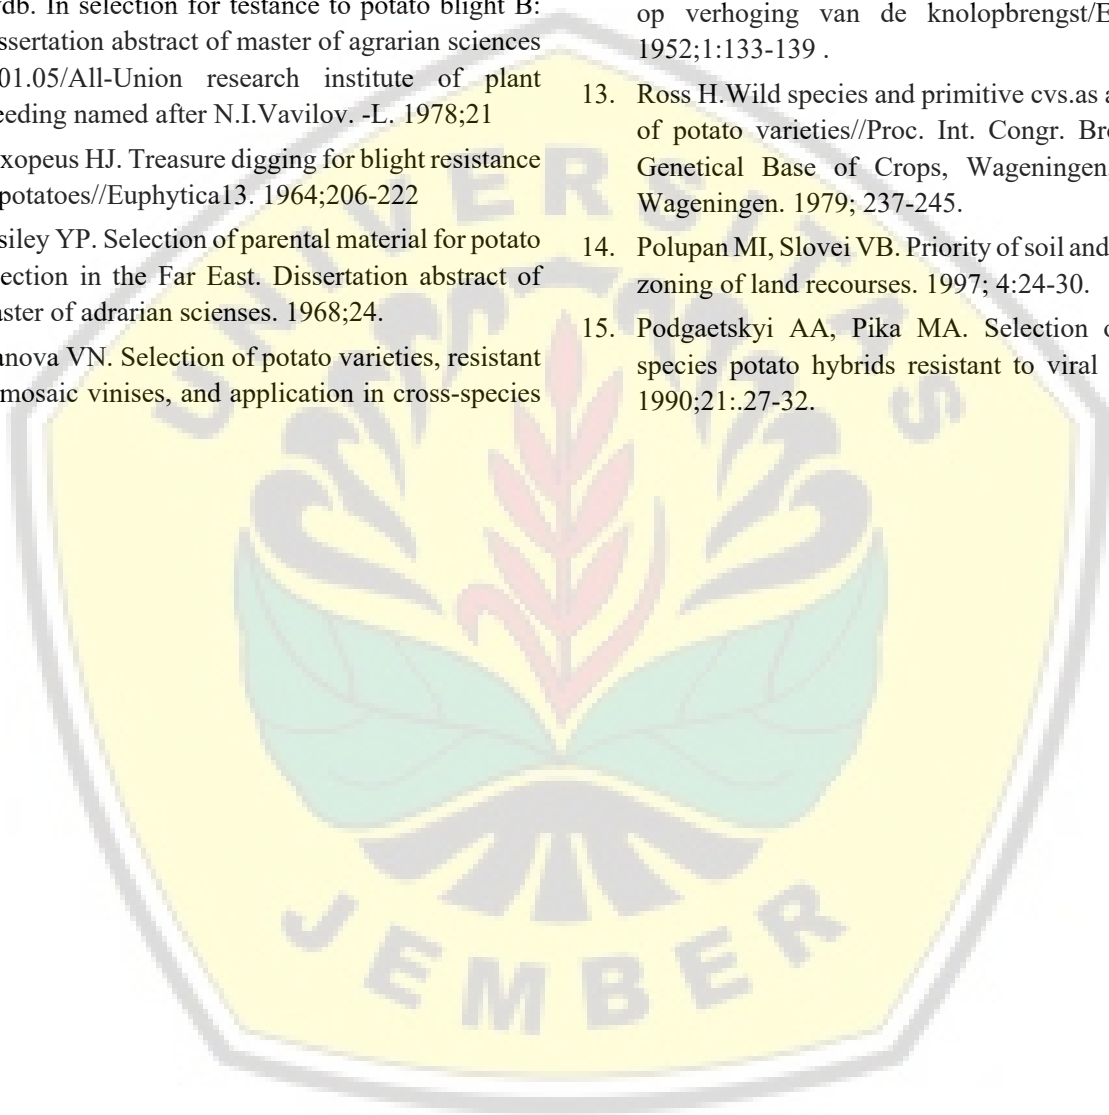 db. In selection for testance to potato blight B:
ssertation abstract of master of agrarian sciences
01.05/All-Union research institute of plant
eeding named after N.I.Vavilov. -L. 1978;21
xopeus HJ. Treasure digging for blight resistance
potatoes//Euphytica13. 1964;206-222
siley YP. Selection of parental material for potato
ection in the Far East. Dissertation abstract of
aster of adrarian scienses. 1968;24.
anova VN. Selection of potato varieties, resistant
mosaic vinises, and application in cross-species
op verhoging van de knolopbrengst/E
1952;1:133-139 .
13. Ross H.Wild species and primitive cvs.as a
of potato varieties//Proc. Int. Congr. Bro
Genetical Base of Crops, Wageningen.
Wageningen. 1979; 237-245.
14. Polupan MI, Slovei VB. Priority of soil and
zoning of land recourses. 1997; 4:24-30.
15. Podgaetskyi AA, Pika MA. Selection o
species potato hybrids resistant to viral
1990;21:.27-32.
UNIVERSITAS
JEMBER